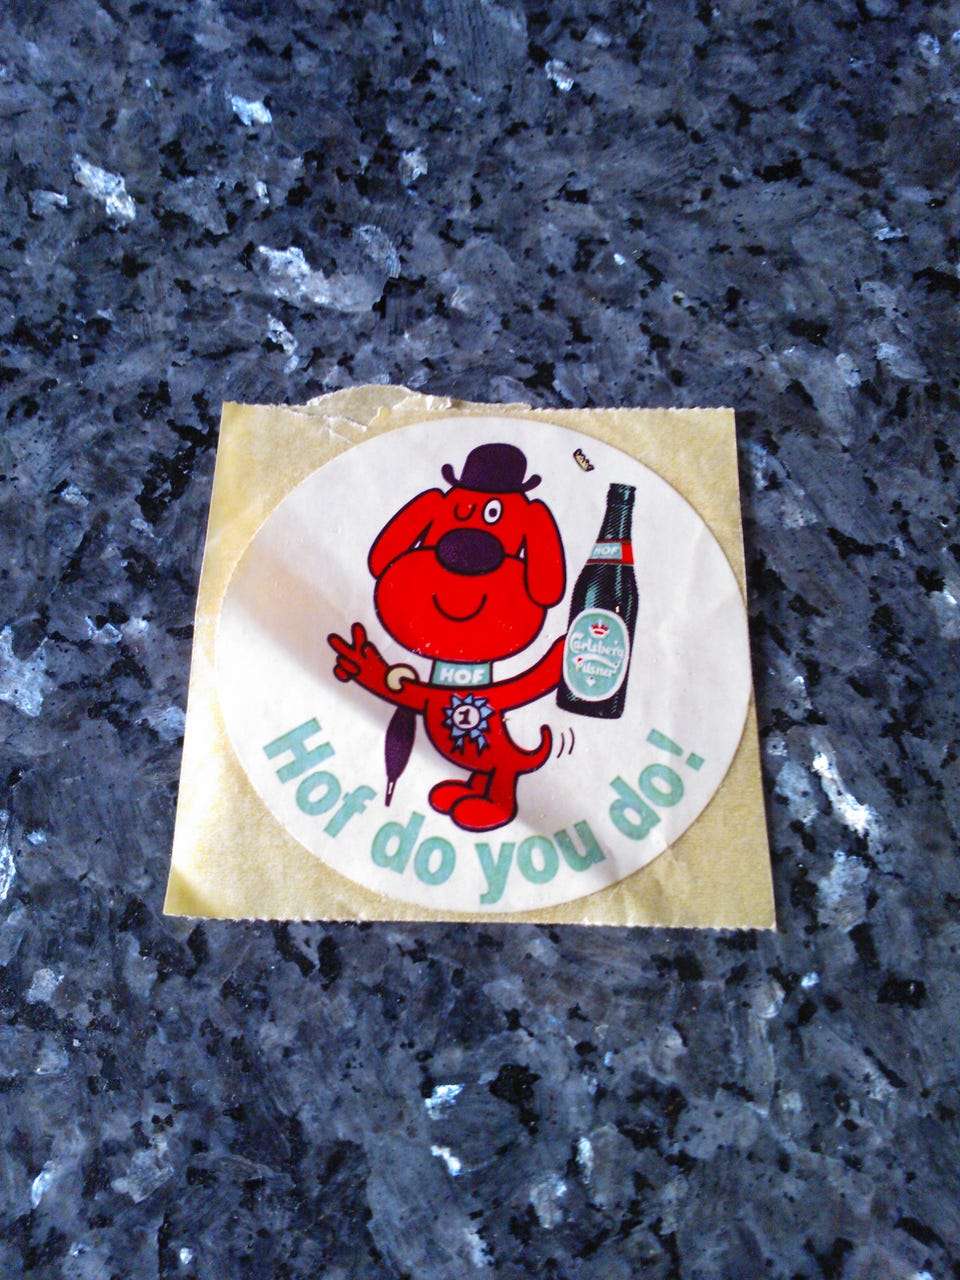 HOF
Carlsberg
Pilsner
HOF
1
Hof do you do!